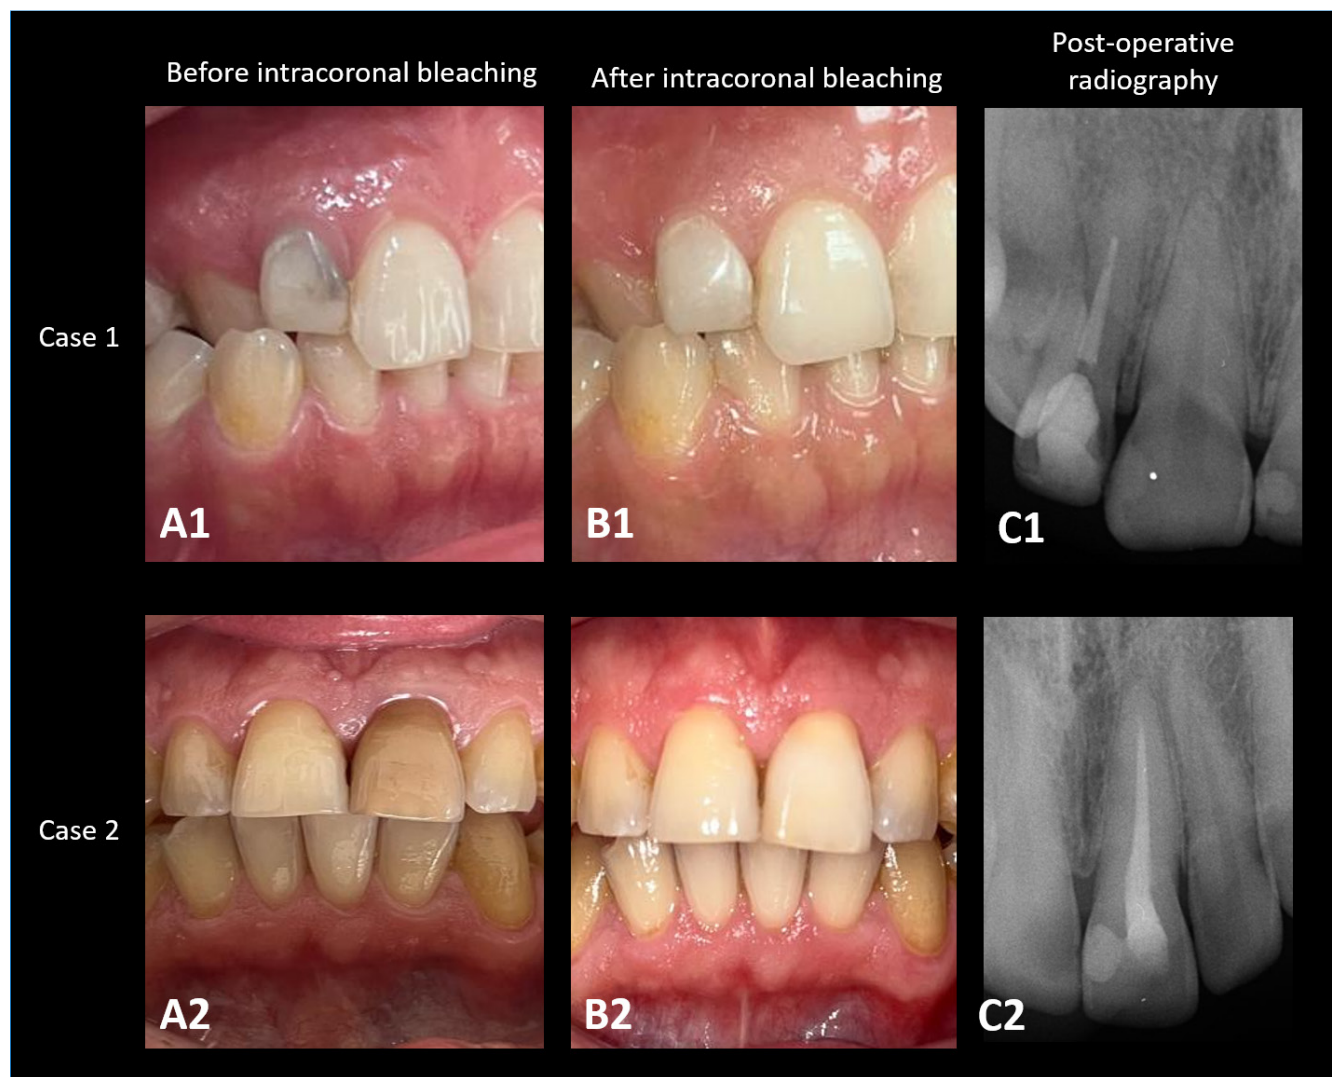 Before intracoronal bleaching
After intracoronal bleaching
Post-operative
radiography
Case 1
A1
B1
C1
Case 2
A2
B2
C2